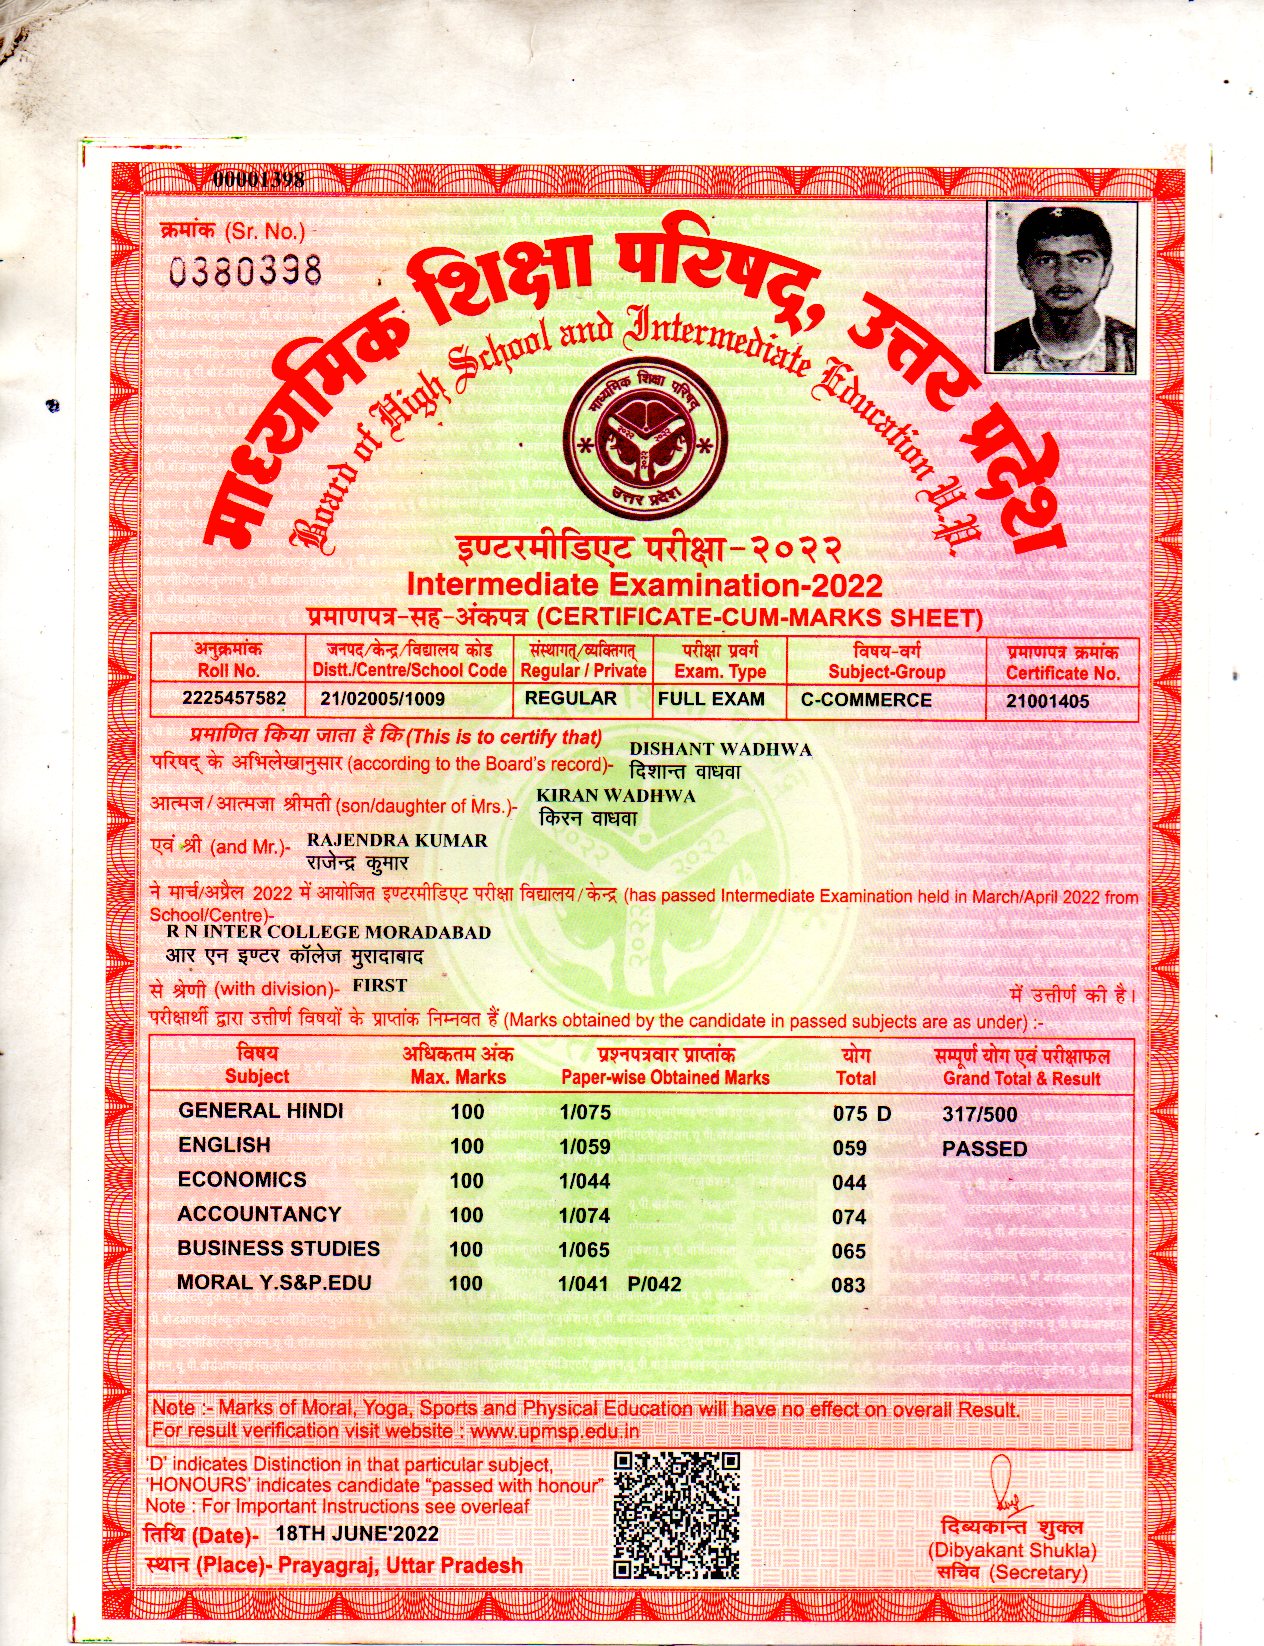 00001398
क्रमांक (Sr. No.)
0380398
माध्यमिक शिक्षा परिषद्, उत्तर प्रदेश
Board of High School and Intermediate Education U.P.
माध्यमिक शिक्षा परिषद्
उत्तर प्रदेश
इण्टरमीडिएट परीक्षा-२०२२
Intermediate Examination-2022
प्रमाणपत्र-सह-अंकपत्र (CERTIFICATE-CUM-MARKS SHEET)
अनुक्रमांक जनपद/केन्द्र/विद्यालय कोड संस्थागत्/व्यक्तिगत् परीक्षा प्रवर्ग विषय-वर्ग प्रमाणपत्र क्रमांक
Roll No. Distt./Centre/School Code Regular / Private Exam. Type Subject-Group Certificate No.
2225457582 21/02005/1009 REGULAR FULL EXAM C-COMMERCE 21001405
प्रमाणित किया जाता है कि (This is to certify that)
DISHANT WADHWA
परिषद् के अभिलेखानुसार (according to the Board's record)- दिशान्त वाधवा
KIRAN WADHWA
आत्मज/आत्मजा श्रीमती (son/daughter of Mrs.)- किरन वाधवा
एवं श्री (and Mr.)- RAJENDRA KUMAR
राजेन्द्र कुमार
ने मार्च/अप्रैल 2022 में आयोजित इण्टरमीडिएट परीक्षा विद्यालय/केन्द्र (has passed Intermediate Examination held in March/April 2022 from
School/Centre)-
R N INTER COLLEGE MORADABAD
आर एन इण्टर कॉलेज मुरादाबाद
से श्रेणी (with division)- FIRST में उत्तीर्ण की है।
परीक्षार्थी द्वारा उत्तीर्ण विषयों के प्राप्तांक निम्नवत हैं (Marks obtained by the candidate in passed subjects are as under) :-
विषय अधिकतम अंक प्रश्नपत्रवार प्राप्तांक योग सम्पूर्ण योग एवं परीक्षाफल
Subject Max. Marks Paper-wise Obtained Marks Total Grand Total & Result
GENERAL HINDI 100 1/075 075 D 317/500
ENGLISH 100 1/059 059 PASSED
ECONOMICS 100 1/044 044
ACCOUNTANCY 100 1/074 074
BUSINESS STUDIES 100 1/065 065
MORAL Y.S&P.EDU 100 1/041 P/042 083
Note :- Marks of Moral, Yoga, Sports and Physical Education will have no effect on overall Result.
For result verification visit website : www.upmsp.edu.in
'D' indicates Distinction in that particular subject,
'HONOURS' indicates candidate "passed with honour"
Note : For Important Instructions see overleaf
तिथि (Date)- 18TH JUNE'2022
स्थान (Place)- Prayagraj, Uttar Pradesh
दिब्यकान्त शुक्ल
(Dibyakant Shukla)
सचिव (Secretary)